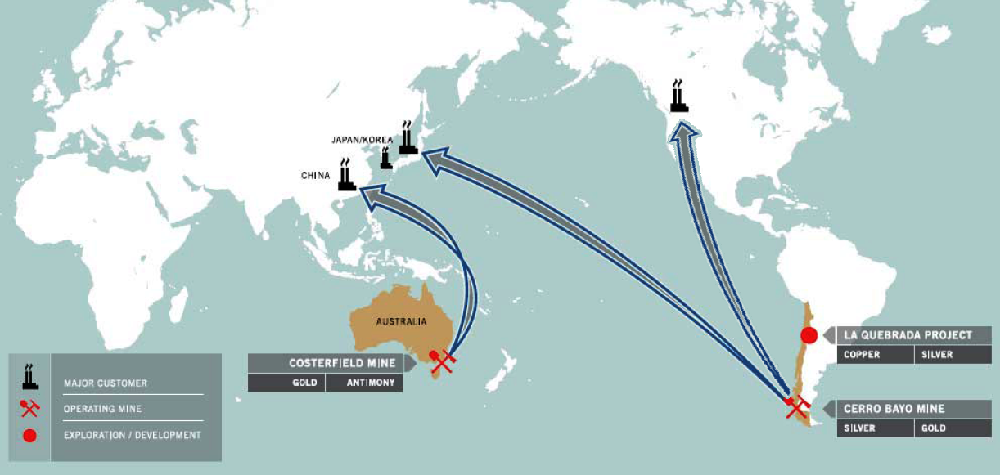 JAPAN/KOREA
CHINA
AUSTRALIA
COSTERFIELD MINE
GOLD ANTIMONY
LA QUEBRADA PROJECT
COPPER SILVER
CERRO BAYO MINE
SILVER GOLD
MAJOR CUSTOMER
OPERATING MINE
EXPLORATION / DEVELOPMENT